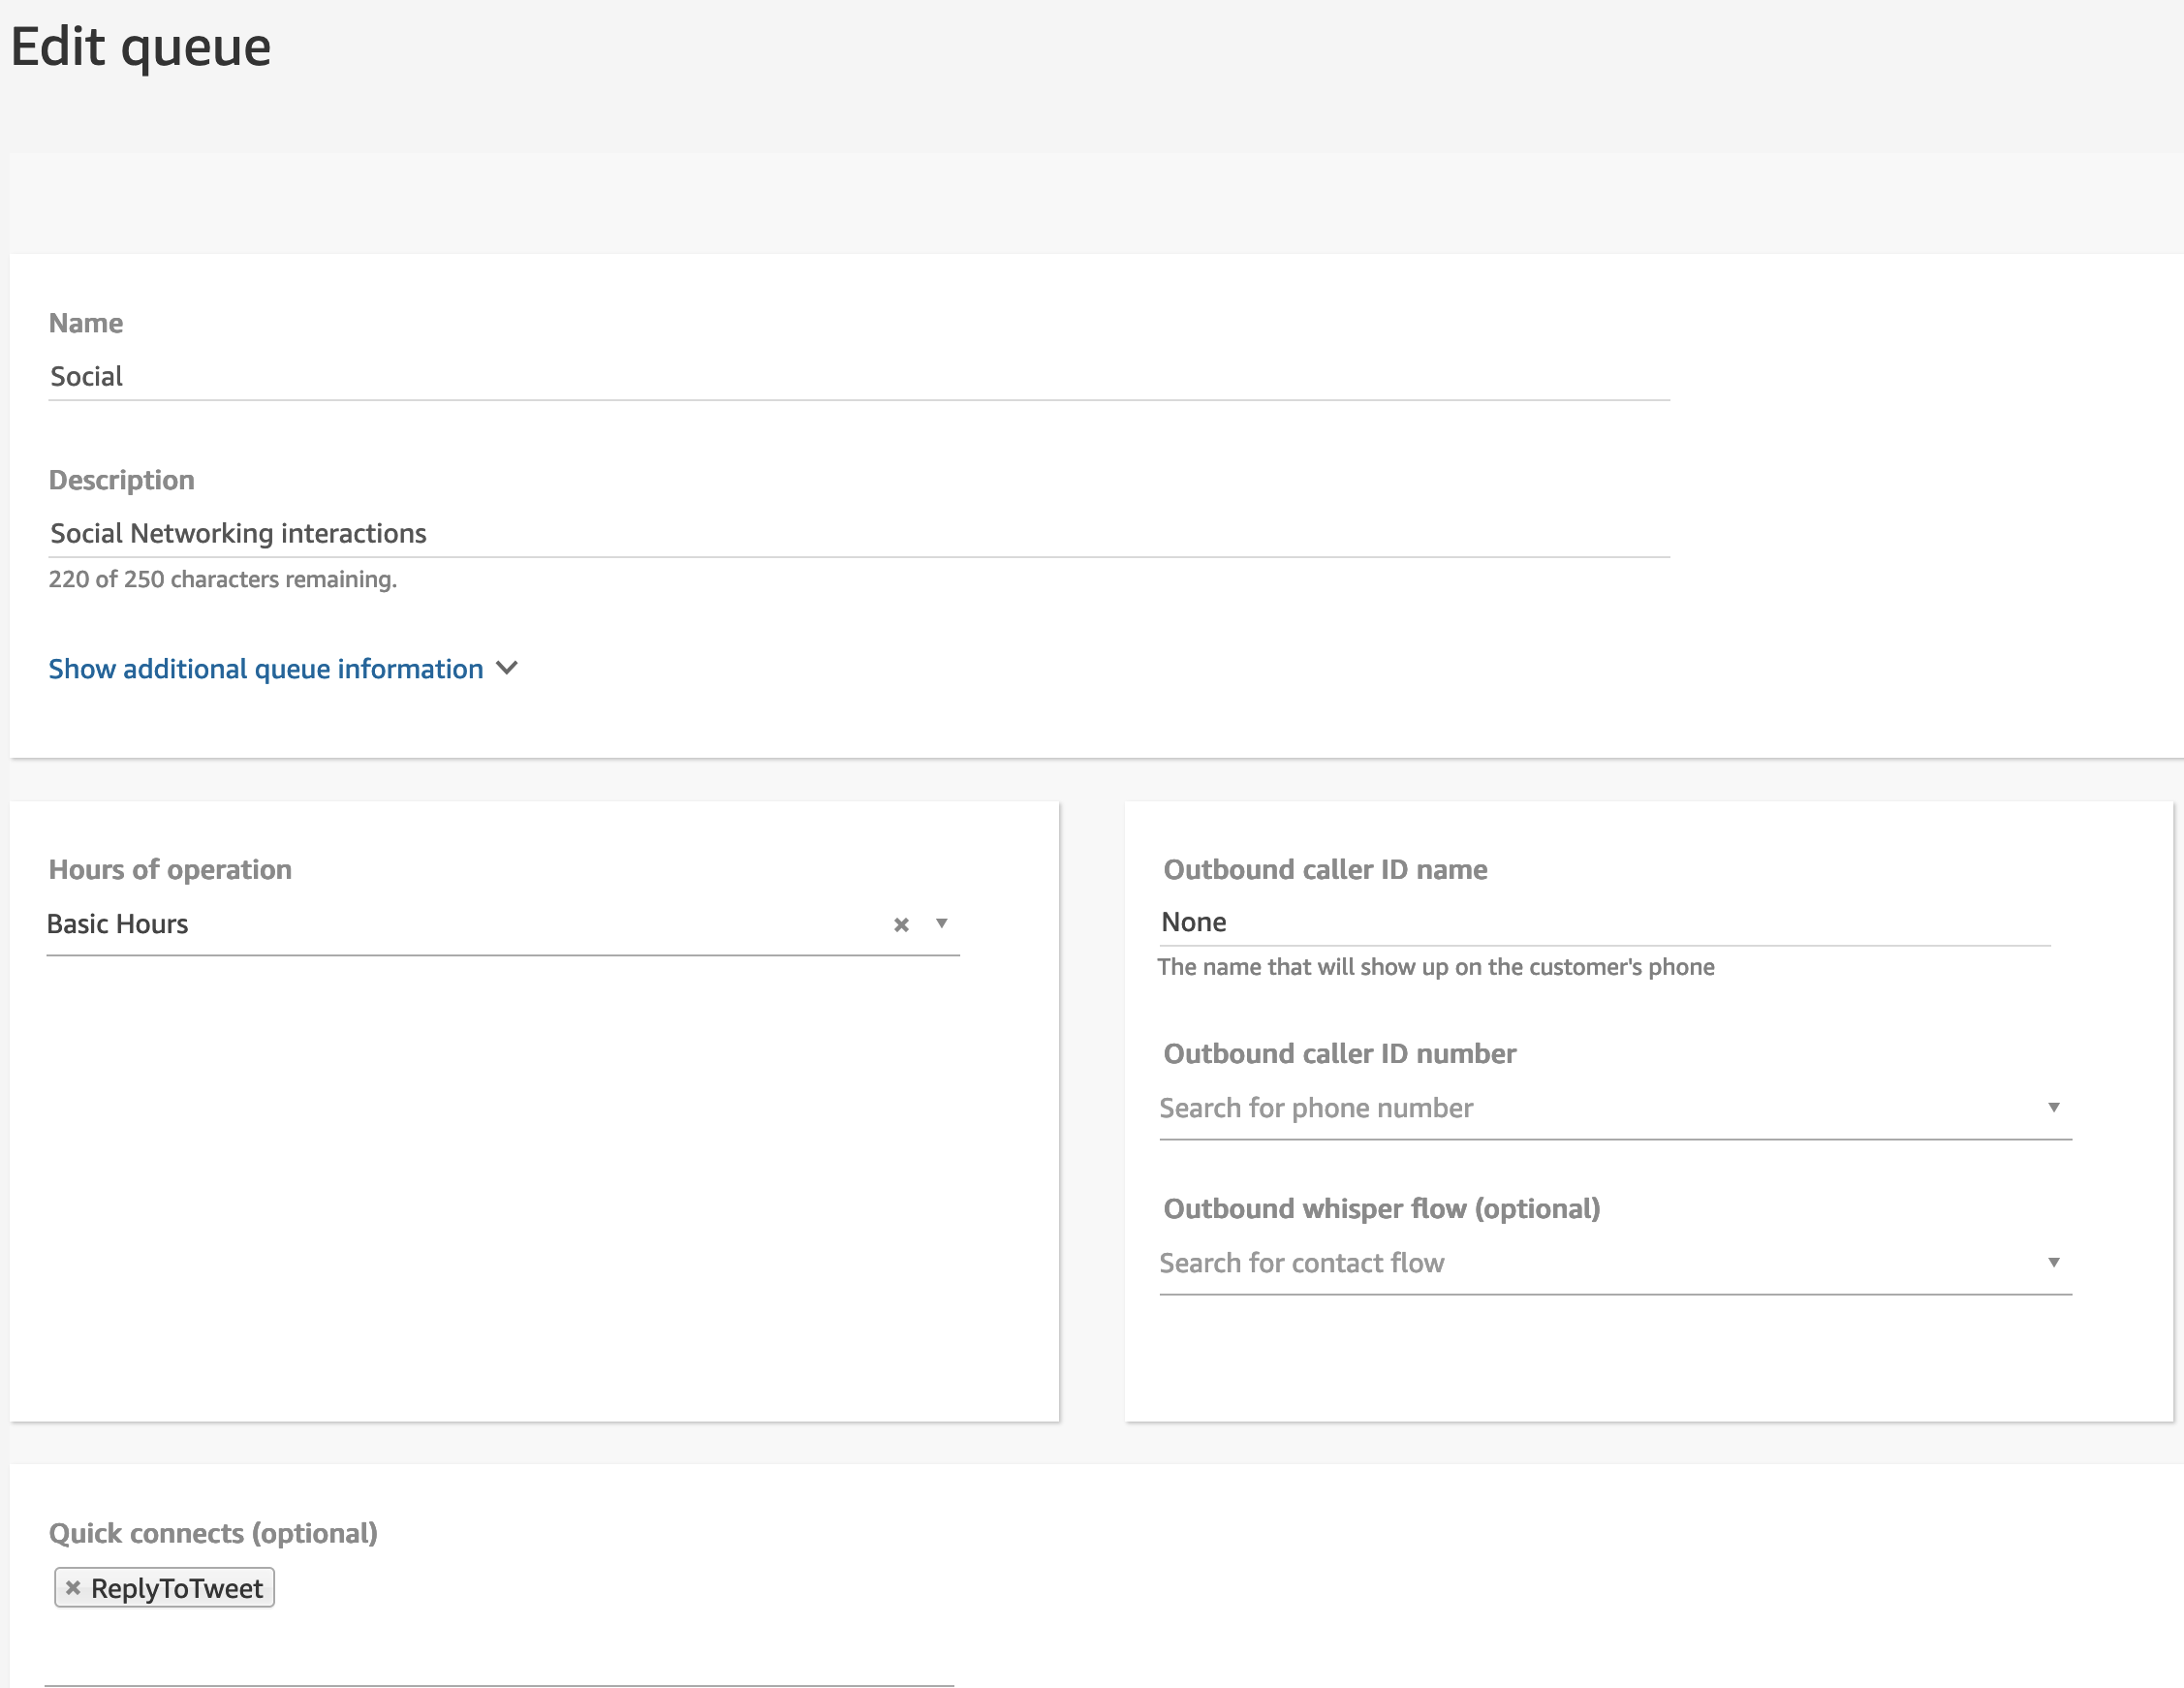 Edit queue
Name
Social
Description
Social Networking interactions
220 of 250 characters remaining.
Show additional queue information
Hours of operation
Basic Hours
Outbound caller ID name
None
The name that will show up on the customer's phone
Outbound caller ID number
Search for phone number
Outbound whisper flow (optional)
Search for contact flow
Quick connects (optional)
ReplyToTweet